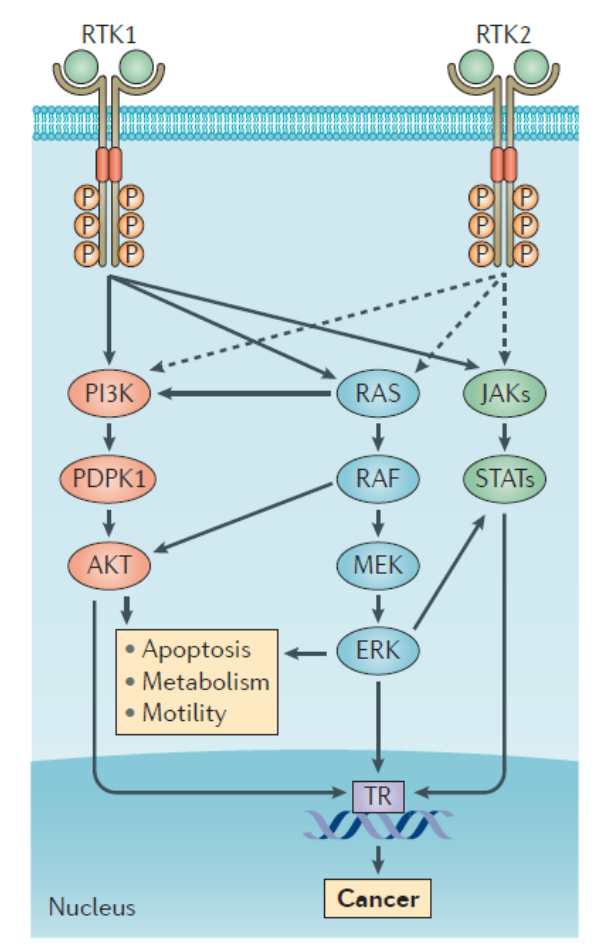 RTK1 RTK2
P P P P
P P P P
P P P P
PI3K RAS JAKs
PDPK1 RAF STATs
AKT MEK
• Apoptosis ERK
• Metabolism
• Motility
TR
Cancer
Nucleus